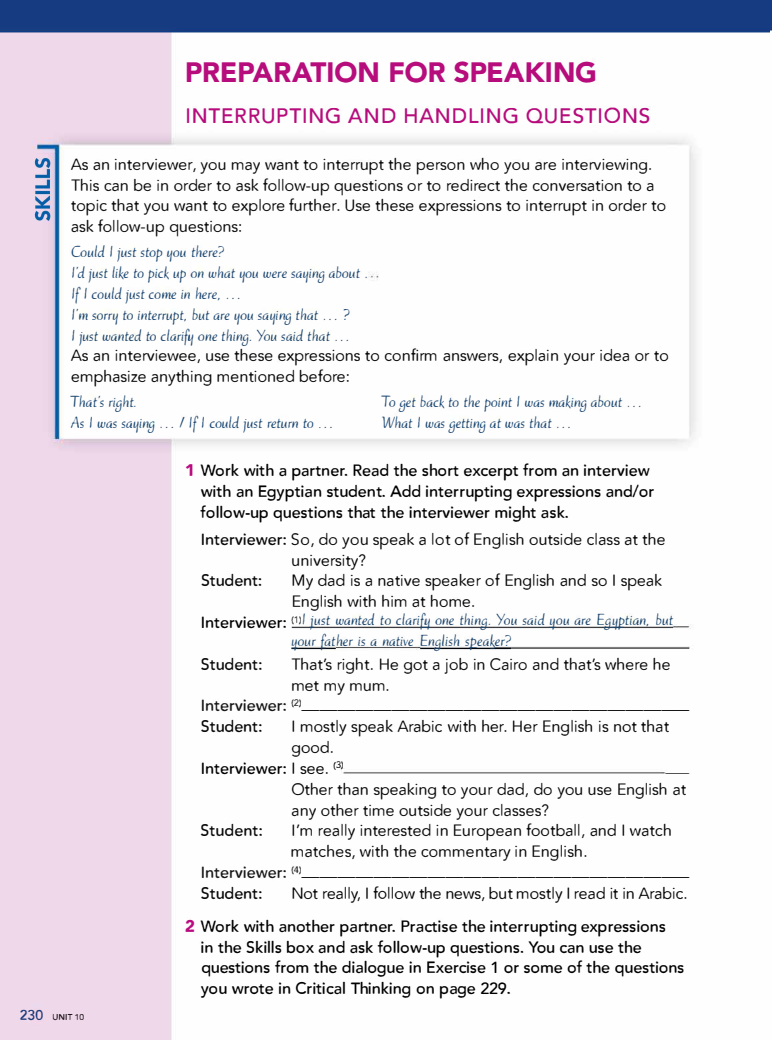 PREPARATION FOR SPEAKING
INTERRUPTING AND HANDLING QUESTIONS
SKILLS
As an interviewer, you may want to interrupt the person who you are interviewing.
This can be in order to ask follow-up questions or to redirect the conversation to a
topic that you want to explore further. Use these expressions to interrupt in order to
ask follow-up questions:
Could I just stop you there?
I'd just like to pick up on what you were saying about ...
If I could just come in here, ...
I'm sorry to interrupt, but are you saying that ... ?
I just wanted to clarify one thing. You said that ...
As an interviewee, use these expressions to confirm answers, explain your idea or to
emphasize anything mentioned before:
That's right.
As I was saying ... / If I could just return to ...
To get back to the point I was making about ...
What I was getting at was that ...
1 Work with a partner. Read the short excerpt from an interview
with an Egyptian student. Add interrupting expressions and/or
follow-up questions that the interviewer might ask.
Interviewer: So, do you speak a lot of English outside class at the
university?
Student: My dad is a native speaker of English and so I speak
English with him at home.
Interviewer: (1)I just wanted to clarify one thing. You said you are Egyptian, but
your father is a native English speaker?
Student: That's right. He got a job in Cairo and that's where he
met my mum.
Interviewer: (2)
Student: I mostly speak Arabic with her. Her English is not that
good.
Interviewer: I see. (3)
Other than speaking to your dad, do you use English at
any other time outside your classes?
Student: I'm really interested in European football, and I watch
matches, with the commentary in English.
Interviewer: (4)
Student: Not really, I follow the news, but mostly I read it in Arabic.
2 Work with another partner. Practise the interrupting expressions
in the Skills box and ask follow-up questions. You can use the
questions from the dialogue in Exercise 1 or some of the questions
you wrote in Critical Thinking on page 229.
230 UNIT 10